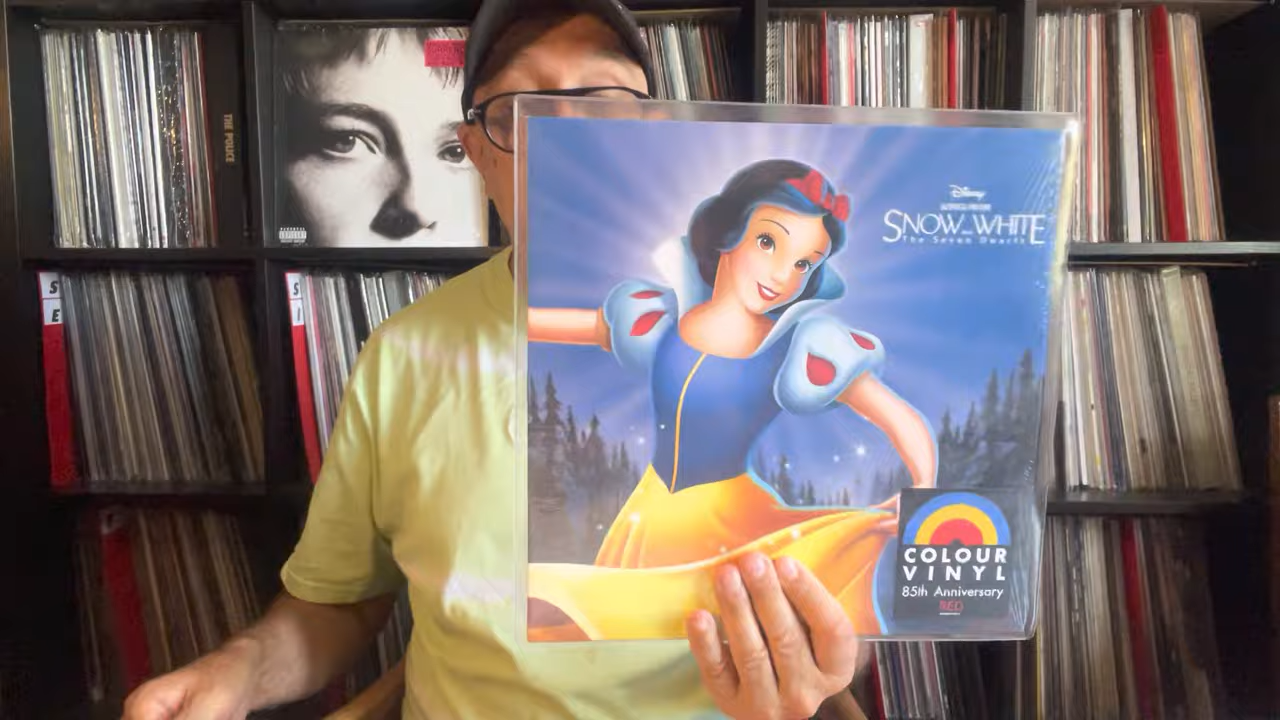 THE POLICE
S
E
S
I
Disney
SNOW WHITE
The Seven Dwarfs
COLOUR
VINYL
85th Anniversary
RED